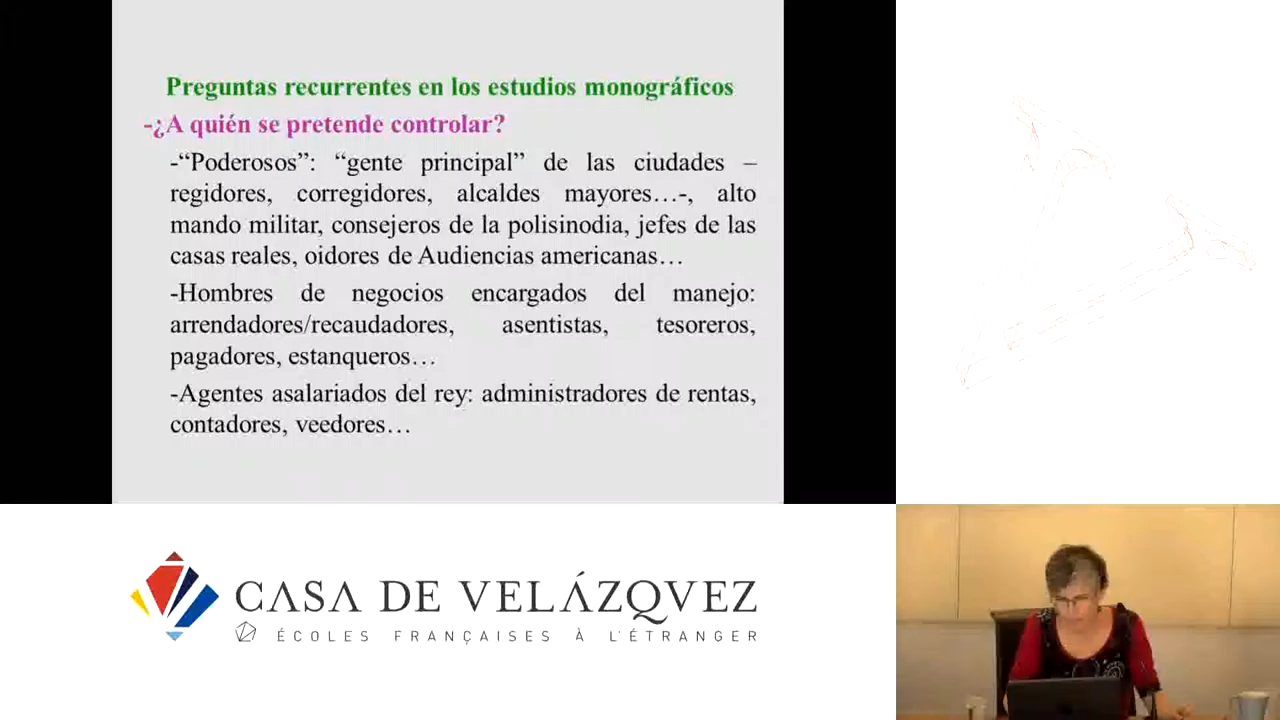 Preguntas recurrentes en los estudios monográficos
-¿A quién se pretende controlar?
-“Poderosos”: “gente principal” de las ciudades –
regidores, corregidores, alcaldes mayores…-, alto
mando militar, consejeros de la polisinodia, jefes de las
casas reales, oidores de Audiencias americanas…
-Hombres de negocios encargados del manejo:
arrendadores/recaudadores, asentistas, tesoreros,
pagadores, estanqueros…
-Agentes asalariados del rey: administradores de rentas,
contadores, veedores…
CASA DE VELÁZQVEZ
ÉCOLES FRANÇAISES À L'ÉTRANGER